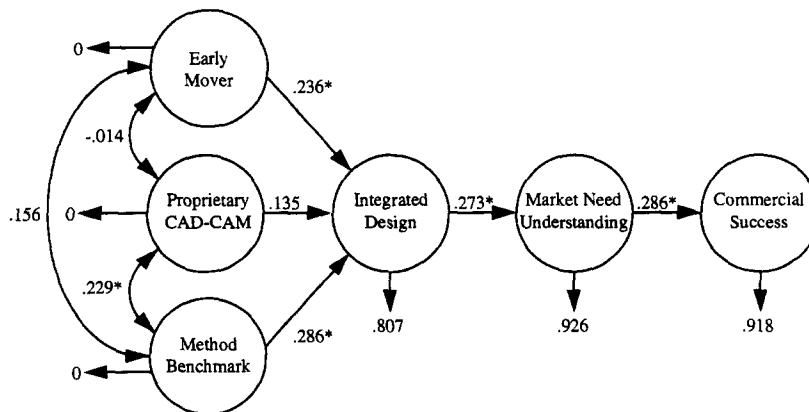 0
Early
Mover
.236*
-.014
.156
0
Proprietary
CAD-CAM
.135
Integrated
Design
.273*
Market Need
Understanding
.286*
Commercial
Success
.229*
.807
.926
.918
.286*
Method
Benchmark
0